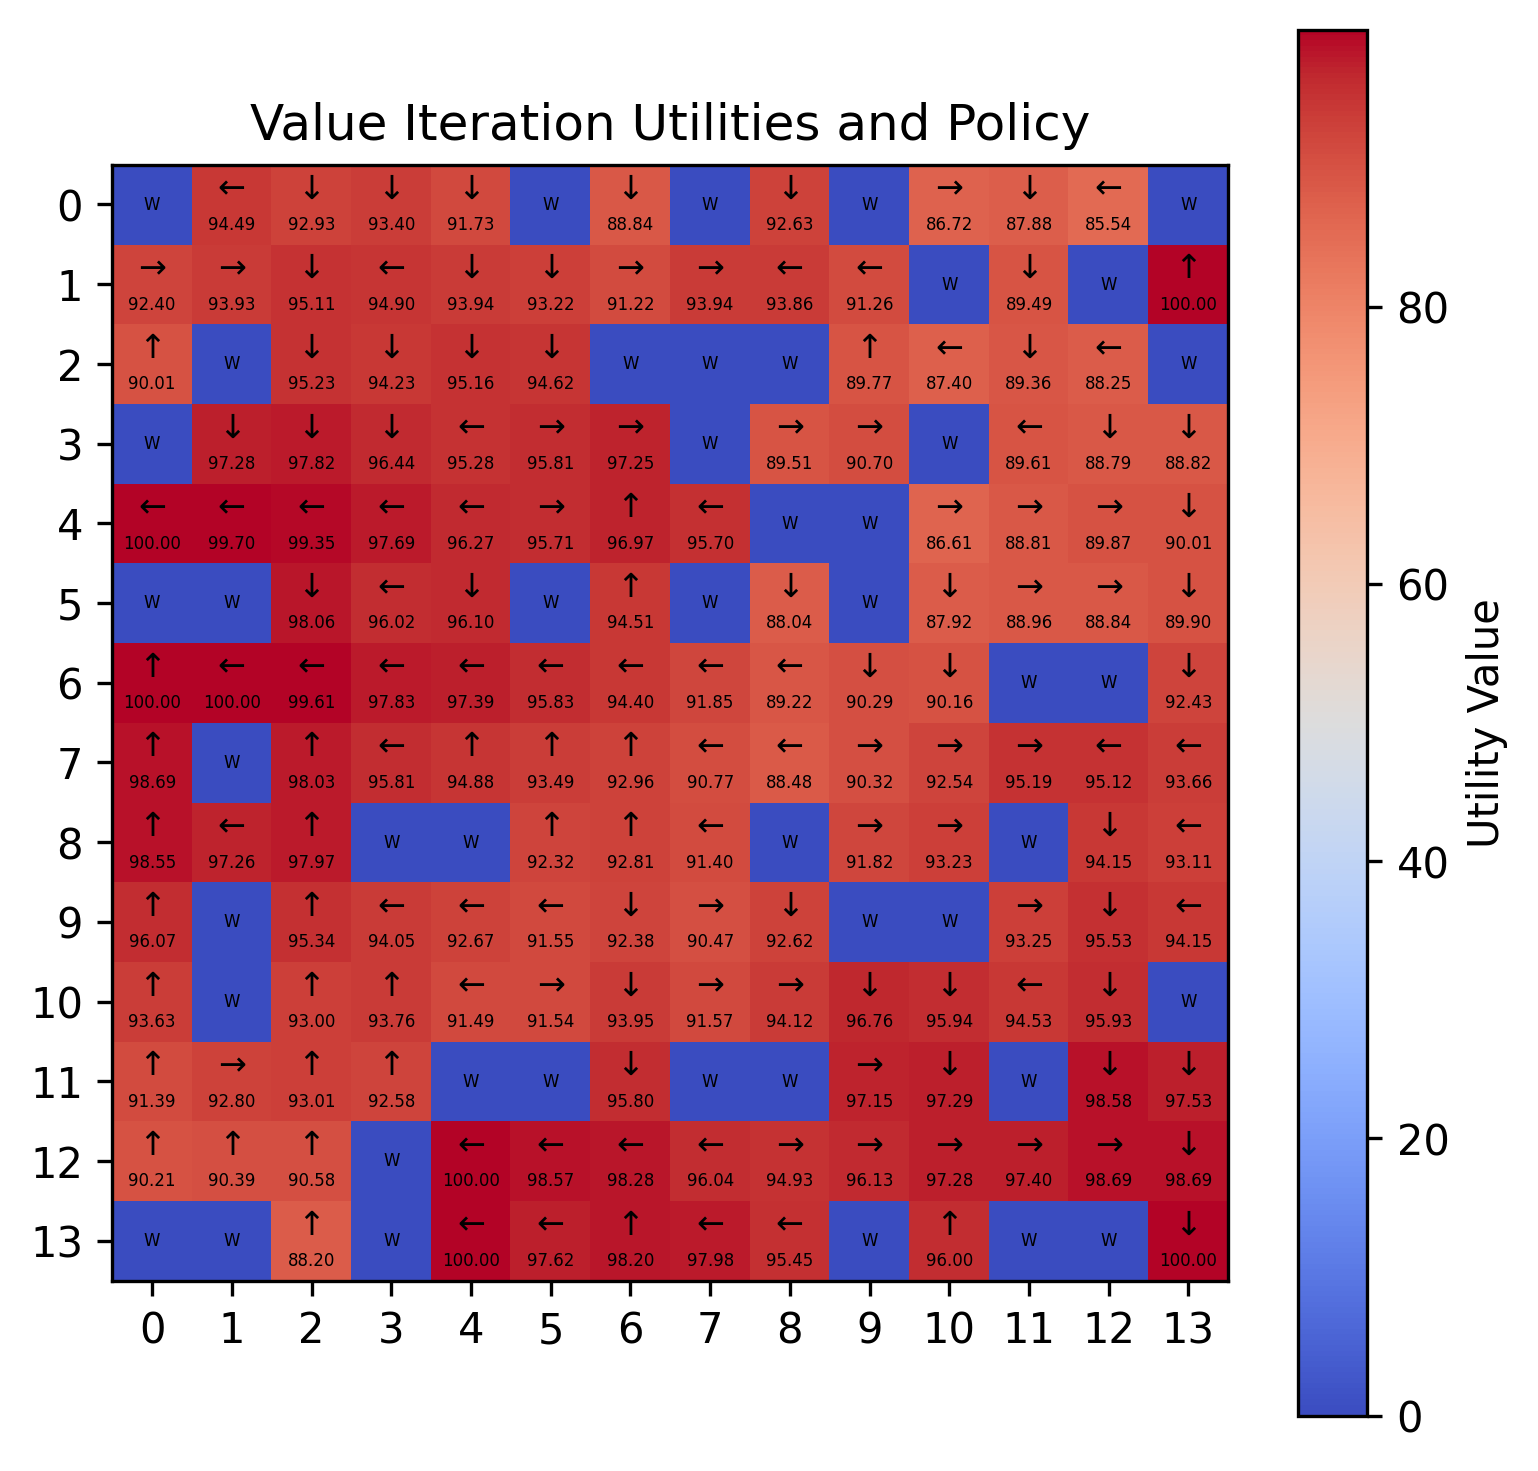 Value Iteration Utilities and Policy
0 W ← 94.49 ↓ 92.93 ↓ 93.40 ↓ 91.73 W ↓ 88.84 W ↓ 92.63 W → 86.72 ↓ 87.88 ← 85.54 W
1 → 92.40 → 93.93 ↓ 95.11 ← 94.90 ↓ 93.94 ↓ 93.22 → 91.22 → 93.94 ← 93.86 ← 91.26 W ↓ 89.49 W ↑ 100.00
2 ↑ 90.01 W ↓ 95.23 ↓ 94.23 ↓ 95.16 ↓ 94.62 W W W ↑ 89.77 ← 87.40 ↓ 89.36 ← 88.25 W
3 W ↓ 97.28 ↓ 97.82 ↓ 96.44 ← 95.28 → 95.81 → 97.25 W → 89.51 → 90.70 W ← 89.61 ↓ 88.79 ↓ 88.82
4 ← 100.00 ← 99.70 ← 99.35 ← 97.69 ← 96.27 → 95.71 ↑ 96.97 ← 95.70 W W → 86.61 → 88.81 → 89.87 ↓ 90.01
5 W W ↓ 98.06 ← 96.02 ↓ 96.10 W ↑ 94.51 W ↓ 88.04 W ↓ 87.92 → 88.96 → 88.84 ↓ 89.90
6 ↑ 100.00 ← 100.00 ← 99.61 ← 97.83 ← 97.39 ← 95.83 ← 94.40 ← 91.85 ← 89.22 ↓ 90.29 ↓ 90.16 W W ↓ 92.43
7 ↑ 98.69 W ↑ 98.03 ← 95.81 ↑ 94.88 ↑ 93.49 ↑ 92.96 ← 90.77 ← 88.48 → 90.32 → 92.54 → 95.19 ← 95.12 ← 93.66
8 ↑ 98.55 ← 97.26 ↑ 97.97 W W ↑ 92.32 ↑ 92.81 ← 91.40 W → 91.82 → 93.23 W ↓ 94.15 ← 93.11
9 ↑ 96.07 W ↑ 95.34 ← 94.05 ← 92.67 ← 91.55 ↓ 92.38 → 90.47 ↓ 92.62 W W → 93.25 ↓ 95.53 ← 94.15
10 ↑ 93.63 W ↑ 93.00 ↑ 93.76 ← 91.49 → 91.54 ↓ 93.95 → 91.57 → 94.12 ↓ 96.76 ↓ 95.94 ← 94.53 ↓ 95.93 W
11 ↑ 91.39 → 92.80 ↑ 93.01 ↑ 92.58 W W ↓ 95.80 W W → 97.15 ↓ 97.29 W ↓ 98.58 ↓ 97.53
12 ↑ 90.21 ↑ 90.39 ↑ 90.58 W ← 100.00 ← 98.57 ← 98.28 ← 96.04 → 94.93 → 96.13 → 97.28 → 97.40 → 98.69 ↓ 98.69
13 W W ↑ 88.20 W ← 100.00 ← 97.62 ↑ 98.20 ← 97.98 ← 95.45 W ↑ 96.00 W W ↓ 100.00
0 1 2 3 4 5 6 7 8 9 10 11 12 13
80
60
40
20
0
Utility Value